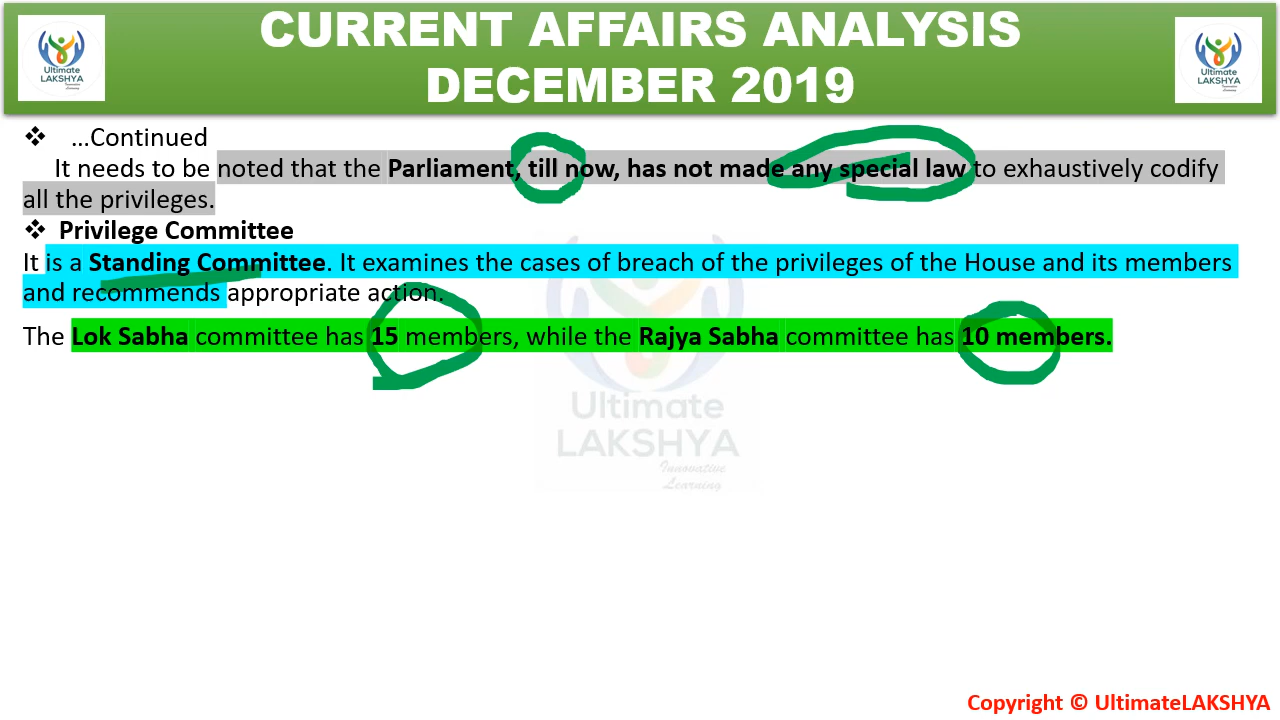 CURRENT AFFAIRS ANALYSIS
DECEMBER 2019
Ultimate
LAKSHYA
Innovative
Learning
Ultimate
LAKSHYA
Innovative
Learning
❖ ...Continued
It needs to be noted that the Parliament, till now, has not made any special law to exhaustively codify
all the privileges.
❖ Privilege Committee
It is a Standing Committee. It examines the cases of breach of the privileges of the House and its members
and recommends appropriate action.
The Lok Sabha committee has 15 members, while the Rajya Sabha committee has 10 members.
Ultimate
LAKSHYA
Innovative
Learning
Copyright © UltimateLAKSHYA